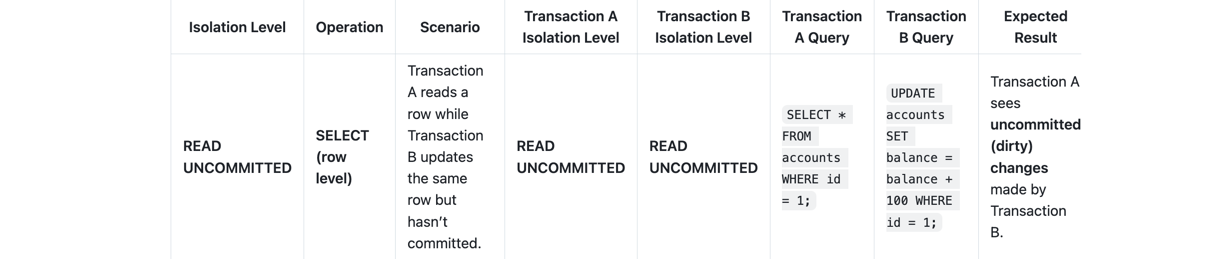 Isolation Level
Operation
Scenario
Transaction A
Isolation Level
Transaction B
Isolation Level
Transaction
A Query
Transaction
B Query
Expected
Result
READ
UNCOMMITTED
SELECT
(row
level)
Transaction
A reads a
row while
Transaction
B updates
the same
row but
hasn’t
committed.
READ
UNCOMMITTED
READ
UNCOMMITTED
SELECT *
FROM
accounts
WHERE id
= 1;
UPDATE
accounts
SET
balance =
balance +
100 WHERE
id = 1;
Transaction A
sees
uncommitted
(dirty)
changes
made by
Transaction
B.